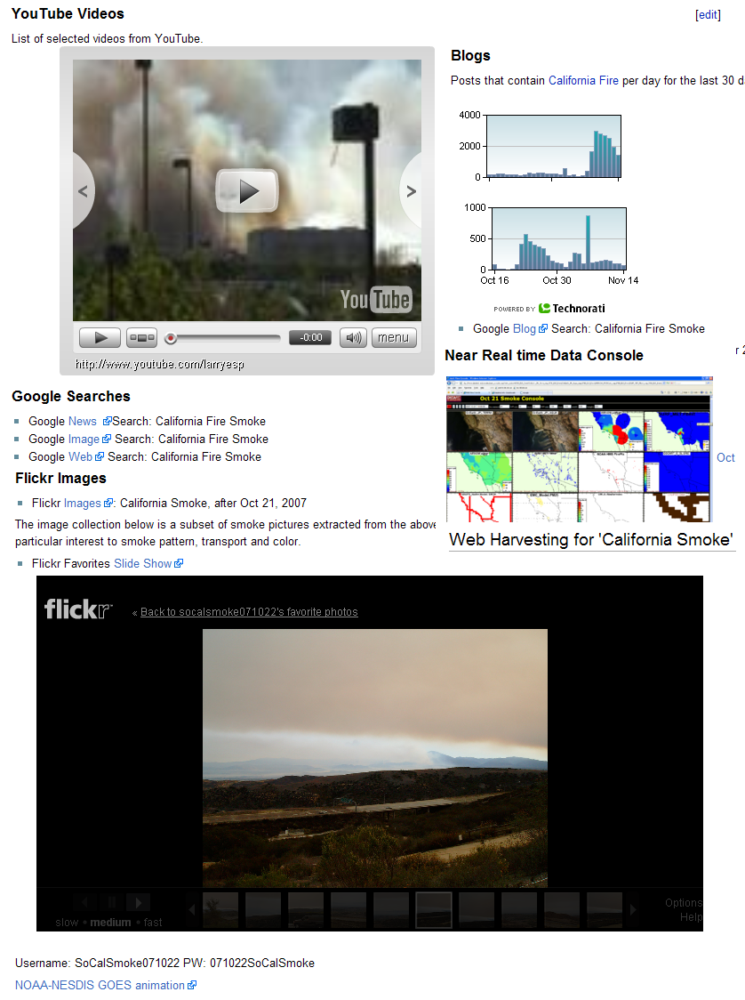 YouTube Videos
[edit]
List of selected videos from YouTube.
YouTube
-0:00
menu
http://www.youtube.com/larryesp
Blogs
Posts that contain California Fire per day for the last 30 d
4000
2000
0
1000
500
0
Oct 16 Oct 30 Nov 14
POWERED BY Technorati
Google Blog Search: California Fire Smoke
r 2
Near Real time Data Console
Oct 21 Smoke Console
Oct
Web Harvesting for 'California Smoke'
Google Searches
Google News Search: California Fire Smoke
Google Image Search: California Fire Smoke
Google Web Search: California Fire Smoke
Flickr Images
Flickr Images: California Smoke, after Oct 21, 2007
The image collection below is a subset of smoke pictures extracted from the above
particular interest to smoke pattern, transport and color.
Flickr Favorites Slide Show
flickr
« Back to socalsmoke071022's favorite photos
slow • medium • fast
Options
Help
Username: SoCalSmoke071022 PW: 071022SoCalSmoke
NOAA-NESDIS GOES animation